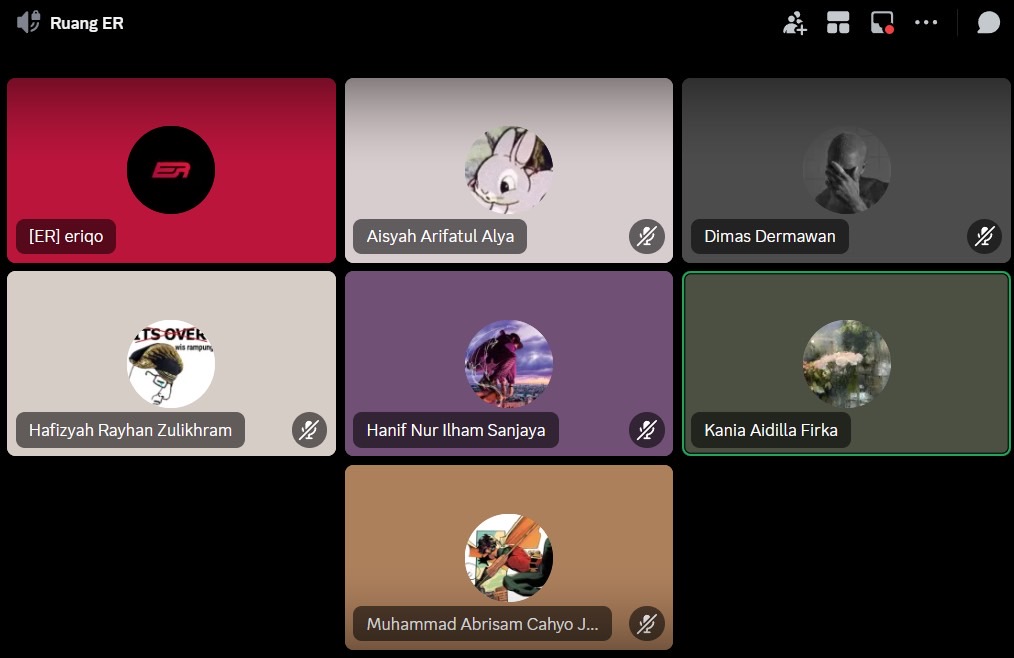 Ruang ER
ER
[ER] eriqo
Aisyah Arifatul Alya
Dimas Dermawan
ITS OVER
wis rampung
Hafizyah Rayhan Zulikhram
Hanif Nur Ilham Sanjaya
Kania Aidilla Firka
Muhammad Abrisam Cahyo J...